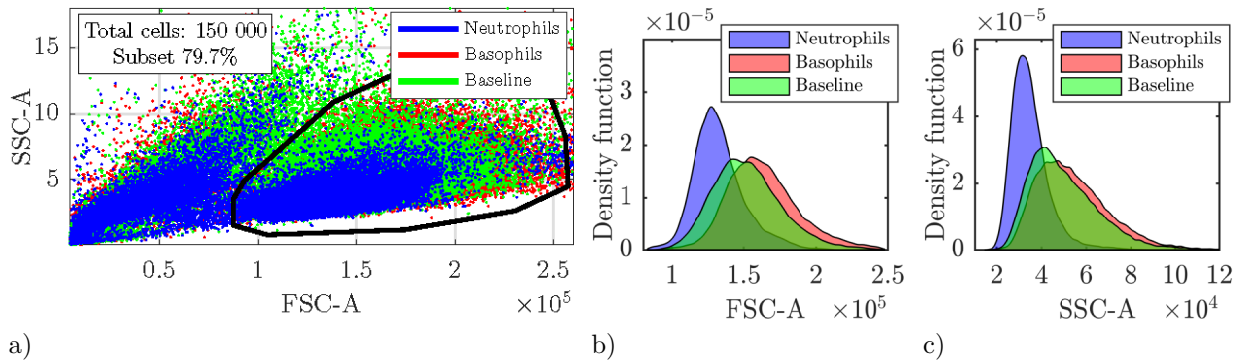 Total cells: 150 000
Subset 79.7%
Neutrophils
Basophils
Baseline
SSC-A
15
10
5
0.5
1
1.5
2
2.5
FSC-A
×10^5
a)
×10^-5
Neutrophils
Basophils
Baseline
Density function
3
2
1
0
1
1.5
2
2.5
FSC-A
×10^5
b)
×10^-5
Neutrophils
Basophils
Baseline
Density function
6
4
2
0
2
4
6
8
10
12
SSC-A
×10^4
c)